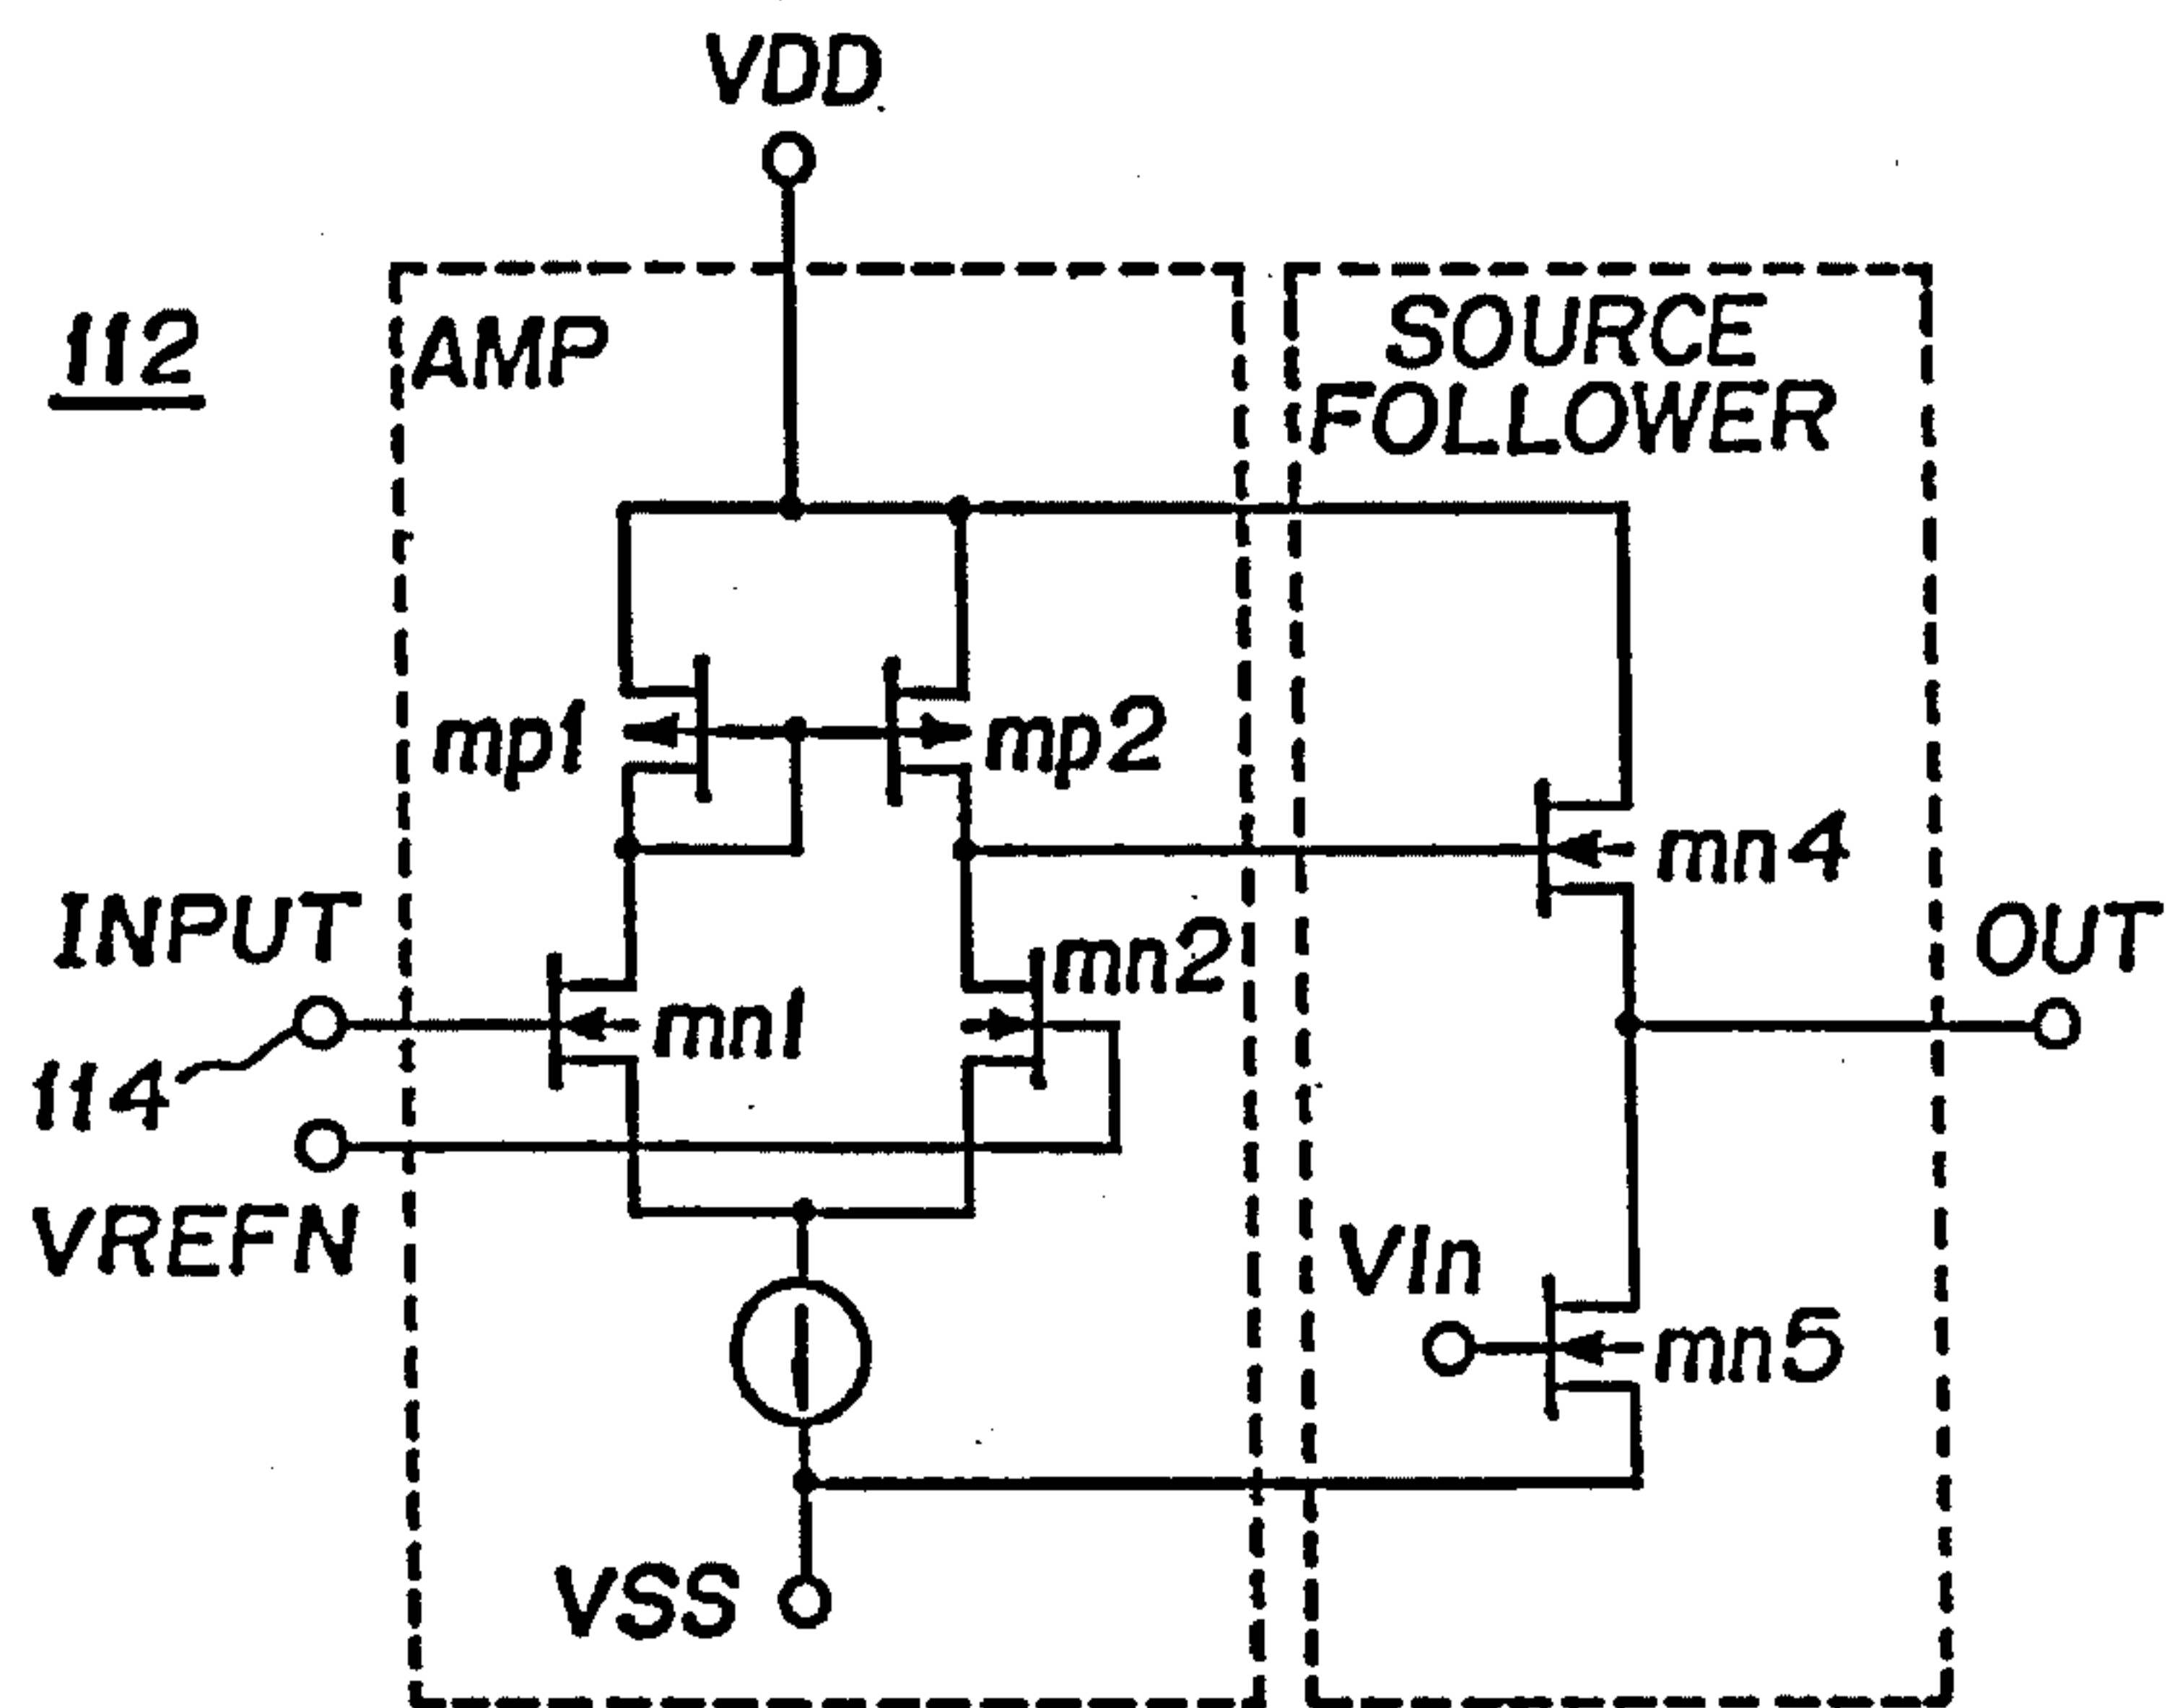 VDD
112
AMP
SOURCE
FOLLOWER
mp1
mp2
mn4
INPUT
mn2
OUT
mn1
114
VREFN
VIn
mn5
VSS